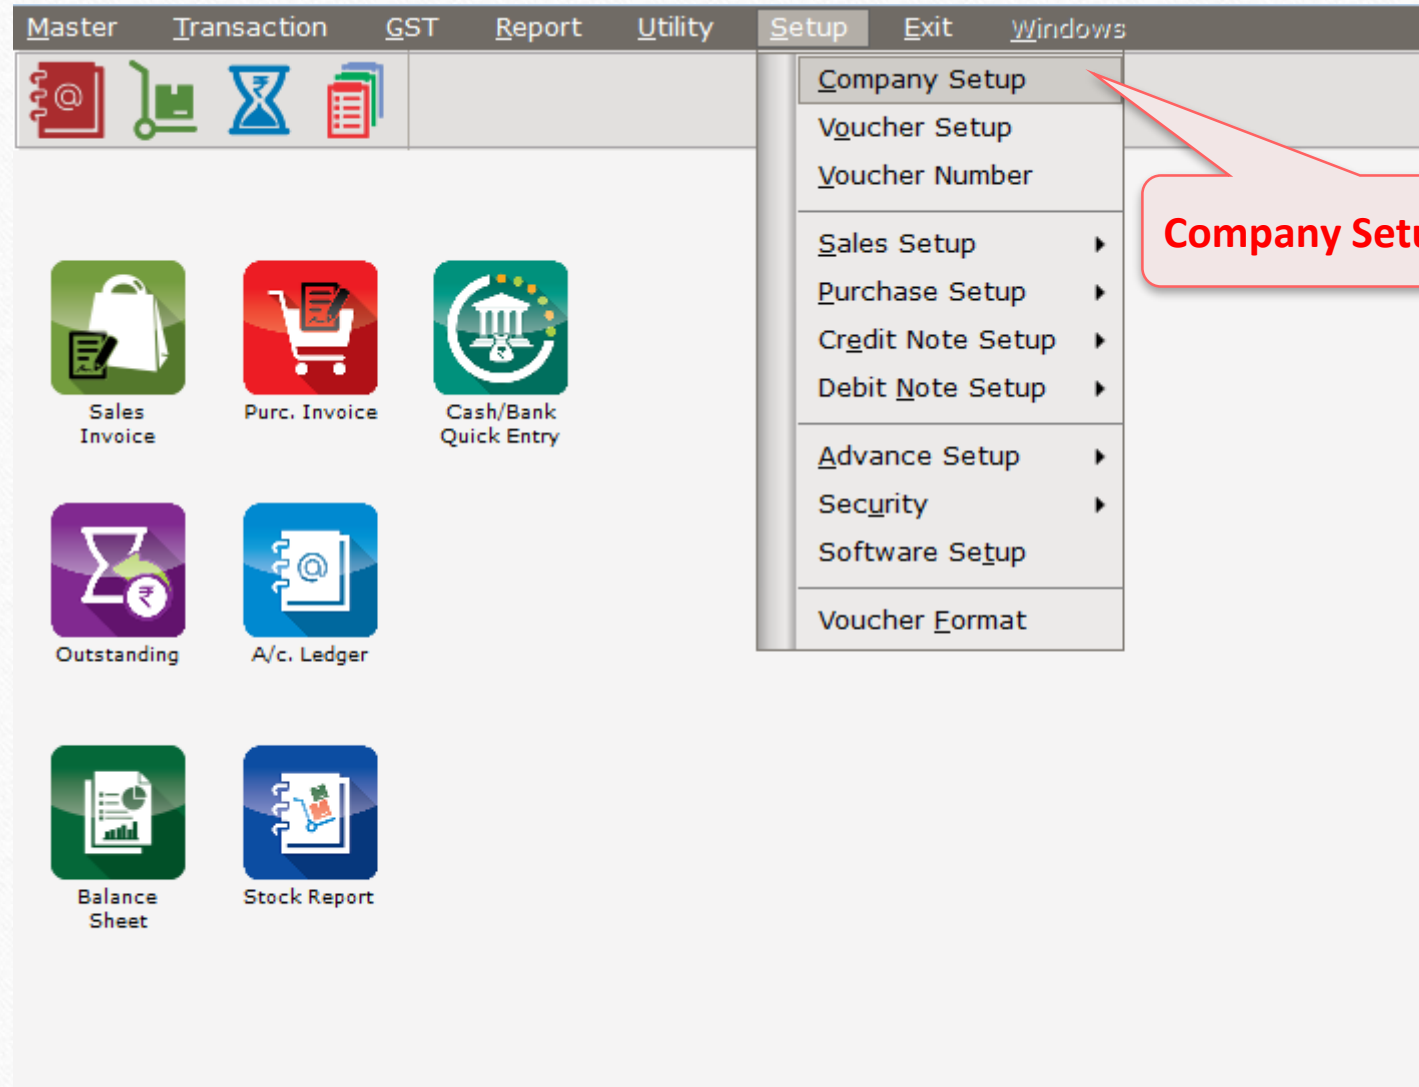 Master Transaction GST Report Utility Setup Exit Windows
Company Setup
Voucher Setup
Voucher Number
Sales Setup
Purchase Setup
Credit Note Setup
Debit Note Setup
Advance Setup
Security
Software Setup
Voucher Format
Company Setu
Sales
Invoice
Purc. Invoice
Cash/Bank
Quick Entry
Outstanding
A/c. Ledger
Balance
Sheet
Stock Report